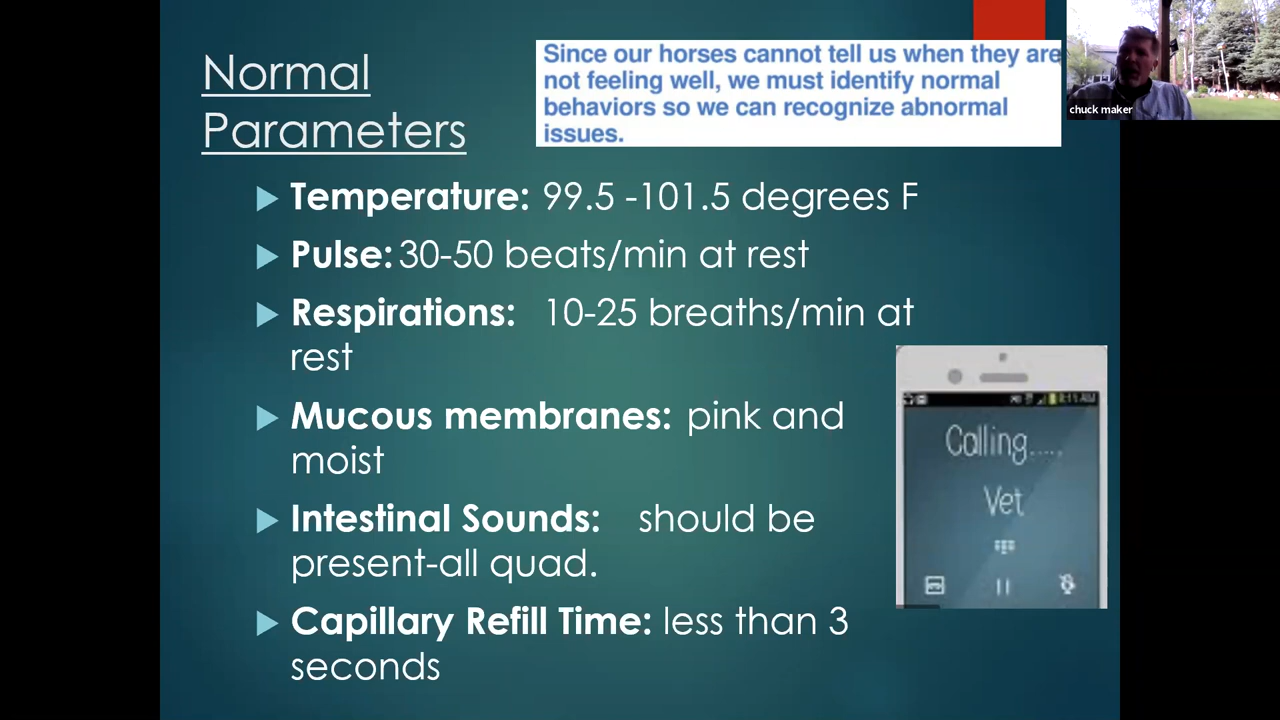 Normal
Parameters
Since our horses cannot tell us when they are
not feeling well, we must identify normal
behaviors so we can recognize abnormal
issues.
chuck maker
Temperature: 99.5 -101.5 degrees F
Pulse: 30-50 beats/min at rest
Respirations: 10-25 breaths/min at
rest
Mucous membranes: pink and
moist
Intestinal Sounds: should be
present-all quad.
Capillary Refill Time: less than 3
seconds
Calling.....
Vet